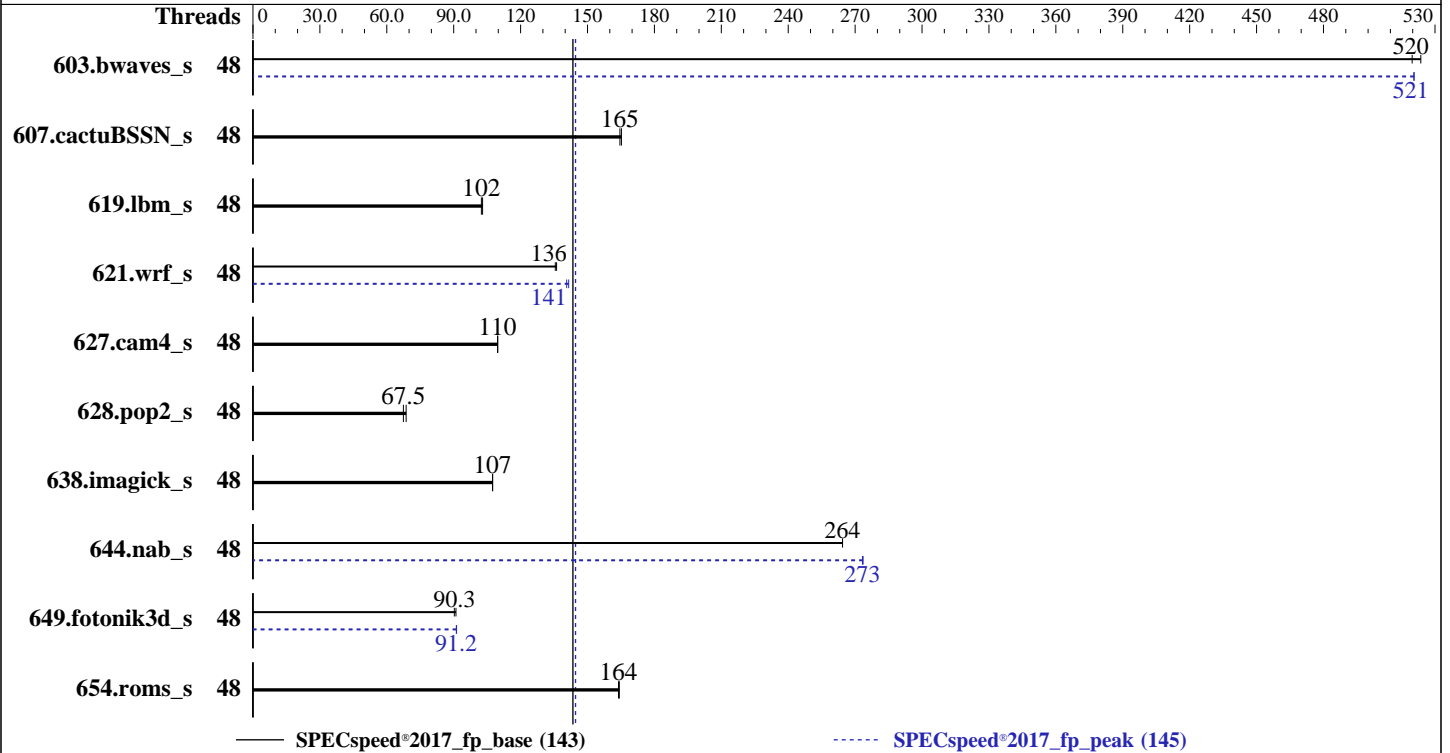 Threads 0 30.0 60.0 90.0 120 150 180 210 240 270 300 330 360 390 420 450 480 530
603.bwaves_s 48 520
521
607.cactuBSSN_s 48 165
619.lbm_s 48 102
621.wrf_s 48 136
141
627.cam4_s 48 110
628.pop2_s 48 67.5
638.imagick_s 48 107
644.nab_s 48 264
273
649.fotonik3d_s 48 90.3
91.2
654.roms_s 48 164
SPECspeed®2017_fp_base (143) SPECspeed®2017_fp_peak (145)